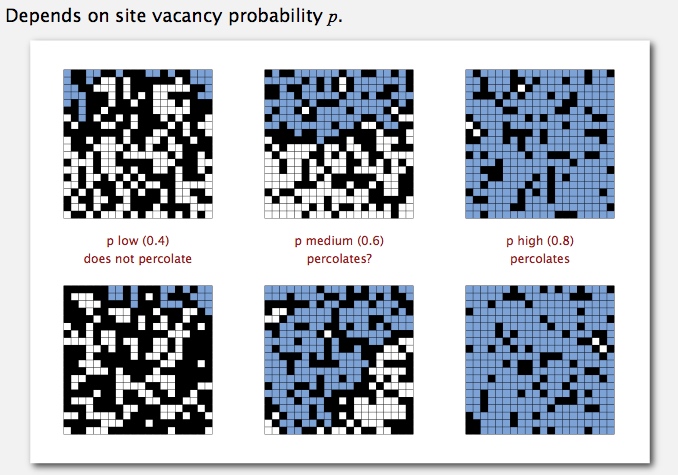 Depends on site vacancy probability p.
p low (0.4)
does not percolate
p medium (0.6)
percolates?
p high (0.8)
percolates